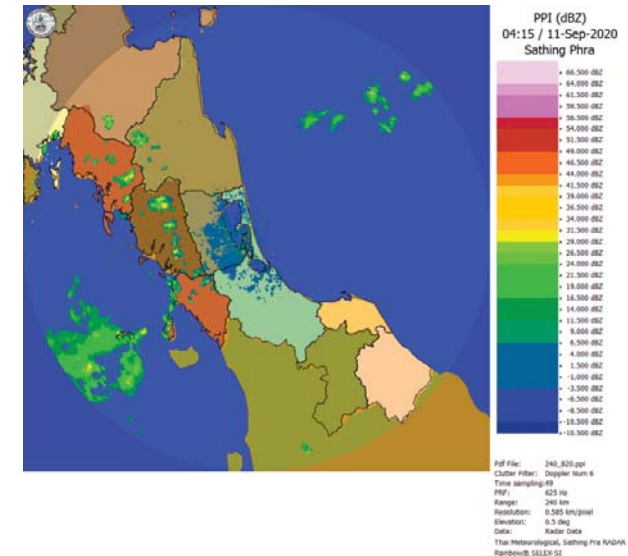 PPI (dBZ)
04:15 / 11-Sep-2020
Sathing Phra
+ 66.500 dBZ
- 64.000 dBZ
- 61.500 dBZ
- 59.500 dBZ
- 56.500 dBZ
- 54.000 dBZ
- 51.500 dBZ
- 49.000 dBZ
- 46.500 dBZ
- 44.000 dBZ
- 41.500 dBZ
- 39.000 dBZ
- 36.500 dBZ
- 34.000 dBZ
- 31.500 dBZ
- 29.000 dBZ
- 26.500 dBZ
- 24.000 dBZ
- 21.500 dBZ
- 19.000 dBZ
- 16.500 dBZ
- 14.000 dBZ
- 11.500 dBZ
- 9.000 dBZ
- 6.500 dBZ
- 4.000 dBZ
- 1.500 dBZ
- -1.000 dBZ
- -3.500 dBZ
- -6.500 dBZ
- -8.500 dBZ
- -10.500 dBZ
- -10.500 dBZ
Pdf File: 240_820.ppi
Clutter Filter: Doppler Num 6
Time sampling:49
PRF: 625 Hz
Range: 240 km
Resolution: 0.585 km/pixel
Elevation: 0.5 deg
Data: Radar Data
Thai Meteorological, Sathing Pra RADAR
Rainbow® SELEX-SI